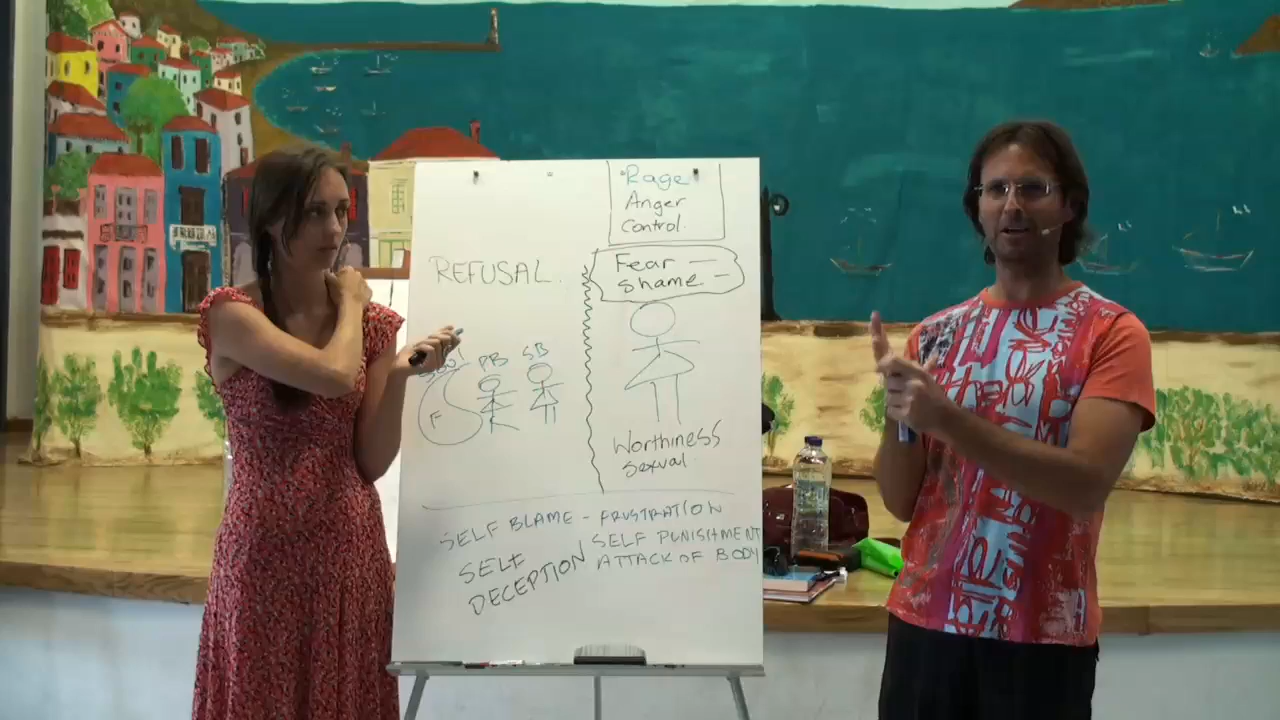 Rage
Anger
Control.
REFUSAL.
Fear —
Shame —
PB
SB
F
Worthiness
Sexual
SELF BLAME - FRUSTRATION
SELF PUNISHMENT
SELF
ATTACK OF BODY
DECEPTION